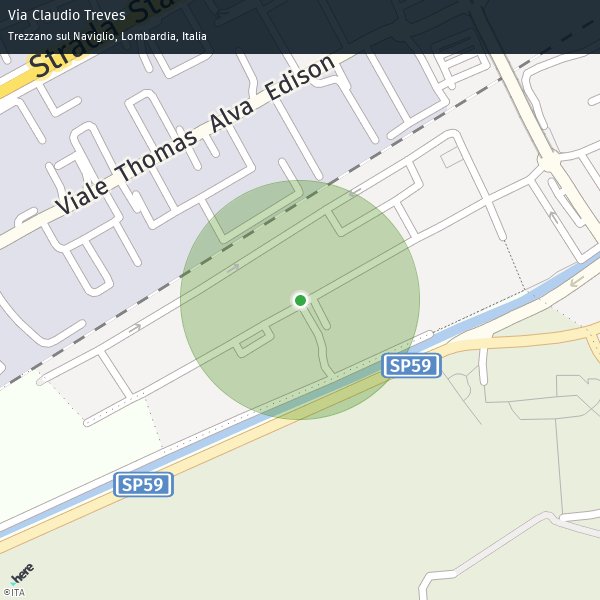 Via Claudio Treves
Trezzano sul Naviglio, Lombardia, Italia
Strada Sta
Viale Thomas Alva Edison
SP59
SP59
here
©ITA